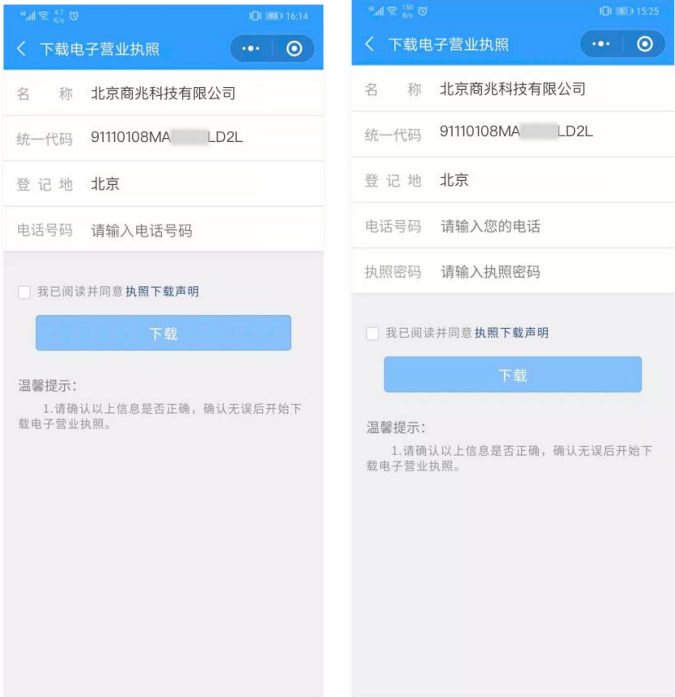 4.7 K/s
16:14
下载电子营业执照
名 称 北京商兆科技有限公司
统一代码 91110108MA LD2L
登 记 地 北京
电话号码 请输入电话号码
我已阅读并同意 执照下载声明
下载
温馨提示：
1.请确认以上信息是否正确，确认无误后开始下
载电子营业执照。
150 B/s
15:25
下载电子营业执照
名 称 北京商兆科技有限公司
统一代码 91110108MA LD2L
登 记 地 北京
电话号码 请输入您的电话
执照密码 请输入执照密码
我已阅读并同意 执照下载声明
下载
温馨提示：
1.请确认以上信息是否正确，确认无误后开始下
载电子营业执照。